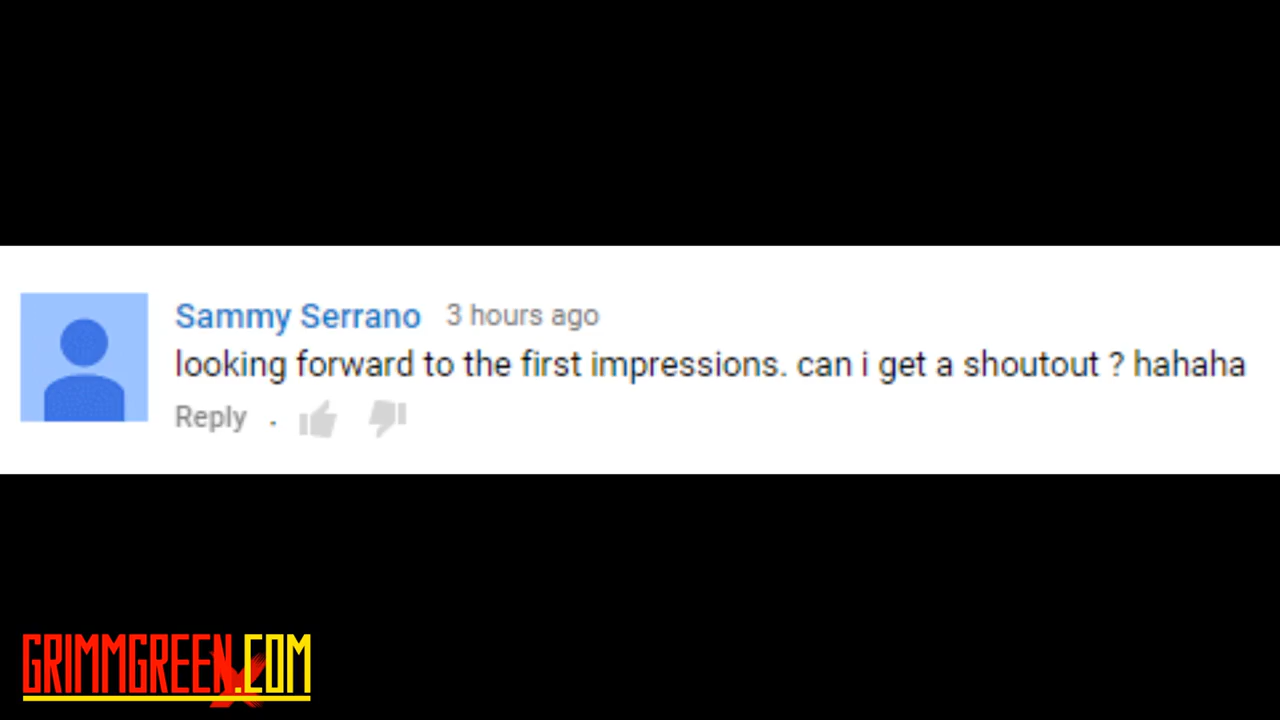 Sammy Serrano 3 hours ago
looking forward to the first impressions. can i get a shoutout ? hahaha
Reply .
GRIMMGREEN.COM